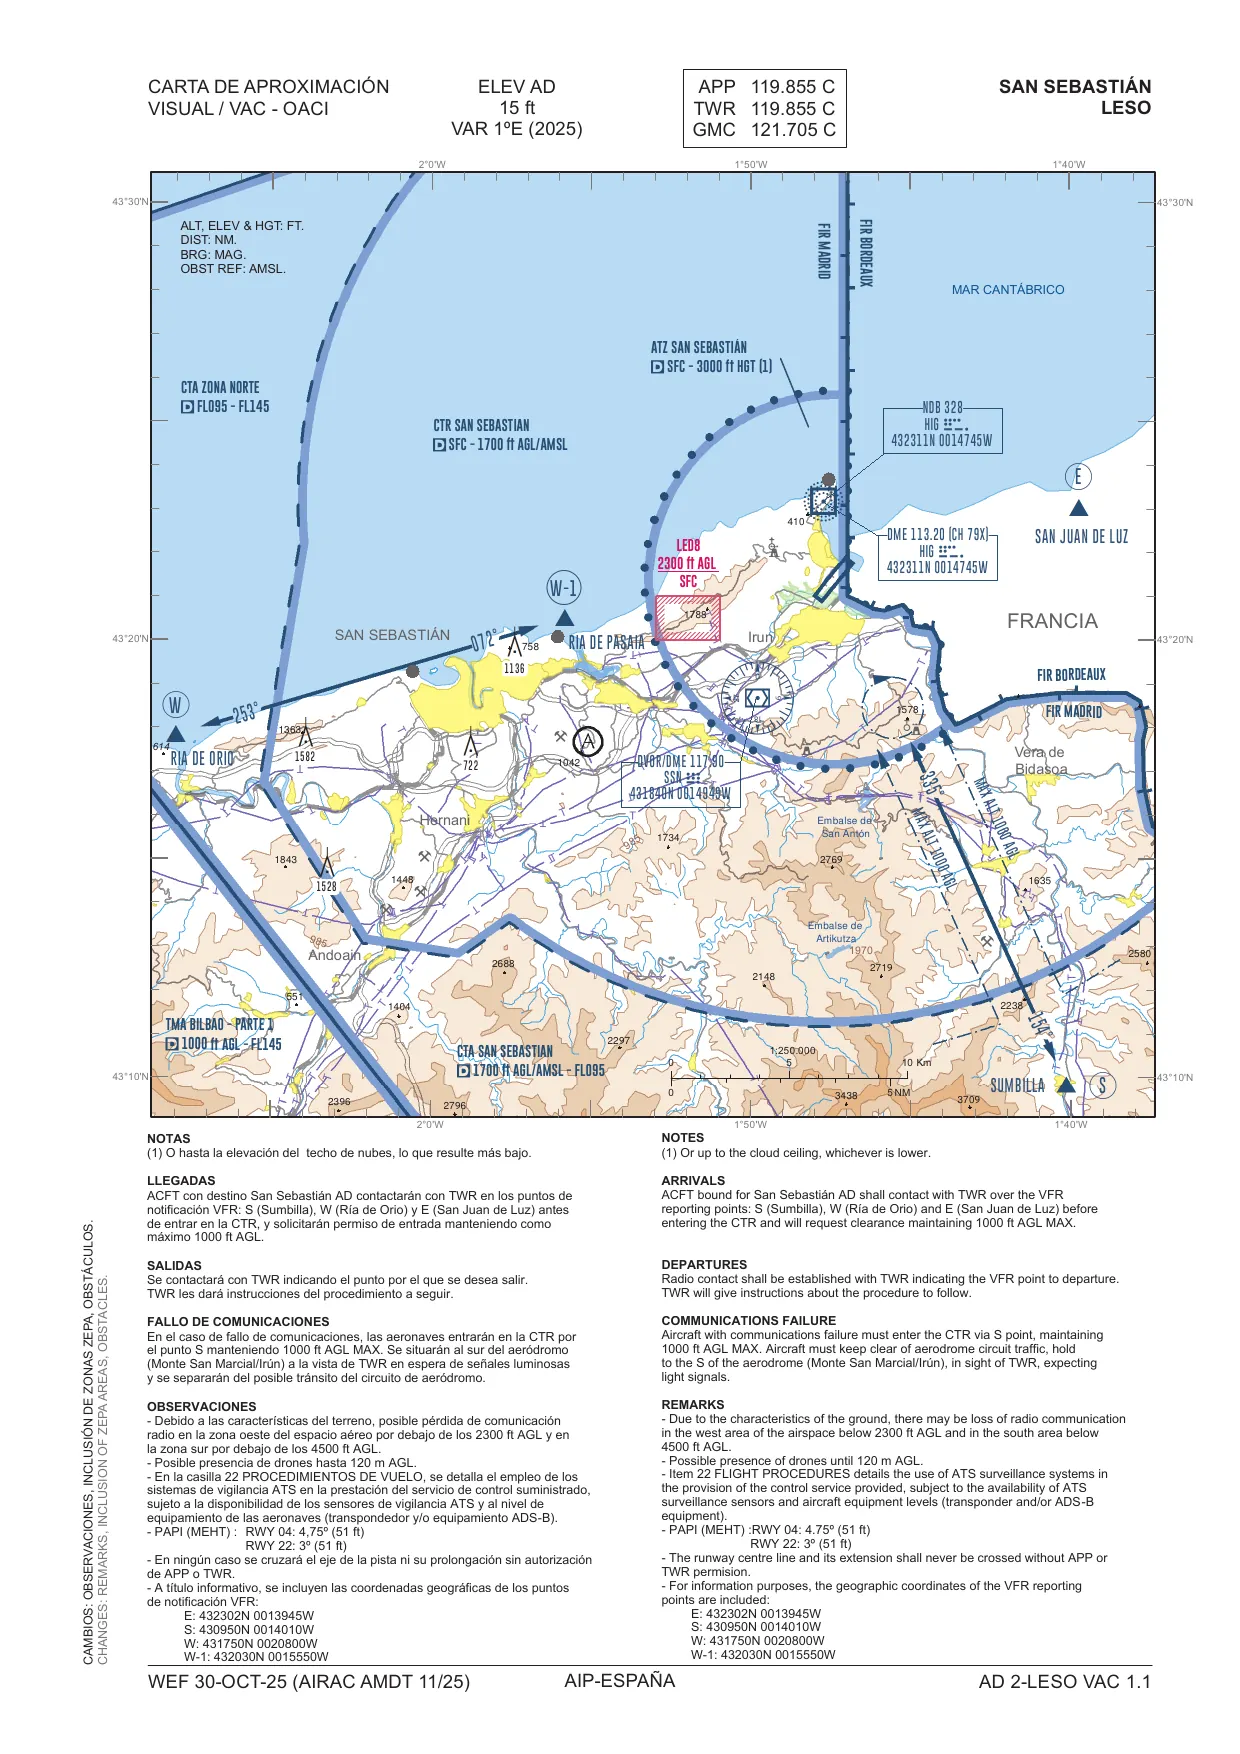 CARTA DE APROXIMACIÓN
VISUAL / VAC - OACI
ELEV AD
15 ft
VAR 1ºE (2025)
APP 119.855 C
TWR 119.855 C
GMC 121.705 C
SAN SEBASTIÁN
LESO
2°0'W
1°50'W
1°40'W
43°30'N
43°30'N
ALT, ELEV & HGT: FT.
DIST: NM.
BRG: MAG.
OBST REF: AMSL.
FIR MADRID
FIR BORDEAUX
MAR CANTÁBRICO
ATZ SAN SEBASTIÁN
D SFC - 3000 ft HGT (1)
CTA ZONA NORTE
D FL095 - FL145
CTR SAN SEBASTIAN
D SFC - 1700 ft AGL/AMSL
NDB 328
HIG
432311N 0014745W
E
SAN JUAN DE LUZ
410
DME 113.20 (CH 79X)
HIG
432311N 0014745W
LED8
2300 ft AGL
SFC
1788
W-1
RIA DE PASAIA
FRANCIA
SAN SEBASTIÁN
072°
758
1136
Irun
43°20'N
43°20'N
FIR BORDEAUX
FIR MADRID
W
253°
RIA DE ORIO
614
1363
1582
722
A
1042
1578
Vera de
Bidasoa
DVOR/DME 117.90
SSN
431840N 0014949W
335°
MAX ALT 1000 AGL
MAX ALT 1000 AGL
Embalse de
San Antón
Hernani
1734
983
2769
1843
1528
1443
1635
Embalse de
Artikutza
1970
985
Andoain
2688
2148
2719
2580
551
1404
2238
154°
TMA BILBAO - PARTE 1
D 1000 ft AGL - FL145
2297
CTA SAN SEBASTIAN
D 1700 ft AGL/AMSL - FL095
1:250.000
0 5 10 Km
0 5 NM
SUMBILLA
S
43°10'N
43°10'N
2396
2796
3438
3709
2°0'W
1°50'W
1°40'W
NOTAS
(1) O hasta la elevación del techo de nubes, lo que resulte más bajo.
LLEGADAS
ACFT con destino San Sebastián AD contactarán con TWR en los puntos de
notificación VFR: S (Sumbilla), W (Ría de Orio) y E (San Juan de Luz) antes
de entrar en la CTR, y solicitarán permiso de entrada manteniendo como
máximo 1000 ft AGL.
SALIDAS
Se contactará con TWR indicando el punto por el que se desea salir.
TWR les dará instrucciones del procedimiento a seguir.
FALLO DE COMUNICACIONES
En el caso de fallo de comunicaciones, las aeronaves entrarán en la CTR por
el punto S manteniendo 1000 ft AGL MAX. Se situarán al sur del aeródromo
(Monte San Marcial/Irún) a la vista de TWR en espera de señales luminosas
y se separarán del posible tránsito del circuito de aeródromo.
OBSERVACIONES
- Debido a las características del terreno, posible pérdida de comunicación
radio en la zona oeste del espacio aéreo por debajo de los 2300 ft AGL y en
la zona sur por debajo de los 4500 ft AGL.
- Posible presencia de drones hasta 120 m AGL.
- En la casilla 22 PROCEDIMIENTOS DE VUELO, se detalla el empleo de los
sistemas de vigilancia ATS en la prestación del servicio de control suministrado,
sujeto a la disponibilidad de los sensores de vigilancia ATS y al nivel de
equipamiento de las aeronaves (transpondedor y/o equipamiento ADS-B).
- PAPI (MEHT) : RWY 04: 4,75º (51 ft)
RWY 22: 3º (51 ft)
- En ningún caso se cruzará el eje de la pista ni su prolongación sin autorización
de APP o TWR.
- A título informativo, se incluyen las coordenadas geográficas de los puntos
de notificación VFR:
E: 432302N 0013945W
S: 430950N 0014010W
W: 431750N 0020800W
W-1: 432030N 0015550W
NOTES
(1) Or up to the cloud ceiling, whichever is lower.
ARRIVALS
ACFT bound for San Sebastián AD shall contact with TWR over the VFR
reporting points: S (Sumbilla), W (Ría de Orio) and E (San Juan de Luz) before
entering the CTR and will request clearance maintaining 1000 ft AGL MAX.
DEPARTURES
Radio contact shall be established with TWR indicating the VFR point to departure.
TWR will give instructions about the procedure to follow.
COMMUNICATIONS FAILURE
Aircraft with communications failure must enter the CTR via S point, maintaining
1000 ft AGL MAX. Aircraft must keep clear of aerodrome circuit traffic, hold
to the S of the aerodrome (Monte San Marcial/Irún), in sight of TWR, expecting
light signals.
REMARKS
- Due to the characteristics of the ground, there may be loss of radio communication
in the west area of the airspace below 2300 ft AGL and in the south area below
4500 ft AGL.
- Possible presence of drones until 120 m AGL.
- Item 22 FLIGHT PROCEDURES details the use of ATS surveillance systems in
the provision of the control service provided, subject to the availability of ATS
surveillance sensors and aircraft equipment levels (transponder and/or ADS-B
equipment).
- PAPI (MEHT) :RWY 04: 4.75º (51 ft)
RWY 22: 3º (51 ft)
- The runway centre line and its extension shall never be crossed without APP or
TWR permision.
- For information purposes, the geographic coordinates of the VFR reporting
points are included:
E: 432302N 0013945W
S: 430950N 0014010W
W: 431750N 0020800W
W-1: 432030N 0015550W
CAMBIOS: OBSERVACIONES, INCLUSIÓN DE ZONAS ZEPA, OBSTÁCULOS.
CHANGES: REMARKS, INCLUSION OF ZEPA AREAS, OBSTACLES.
WEF 30-OCT-25 (AIRAC AMDT 11/25)
AIP-ESPAÑA
AD 2-LESO VAC 1.1